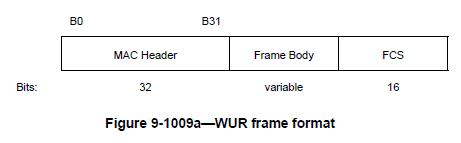 B0 B31
MAC Header Frame Body FCS
Bits: 32 variable 16
Figure 9-1009a—WUR frame format